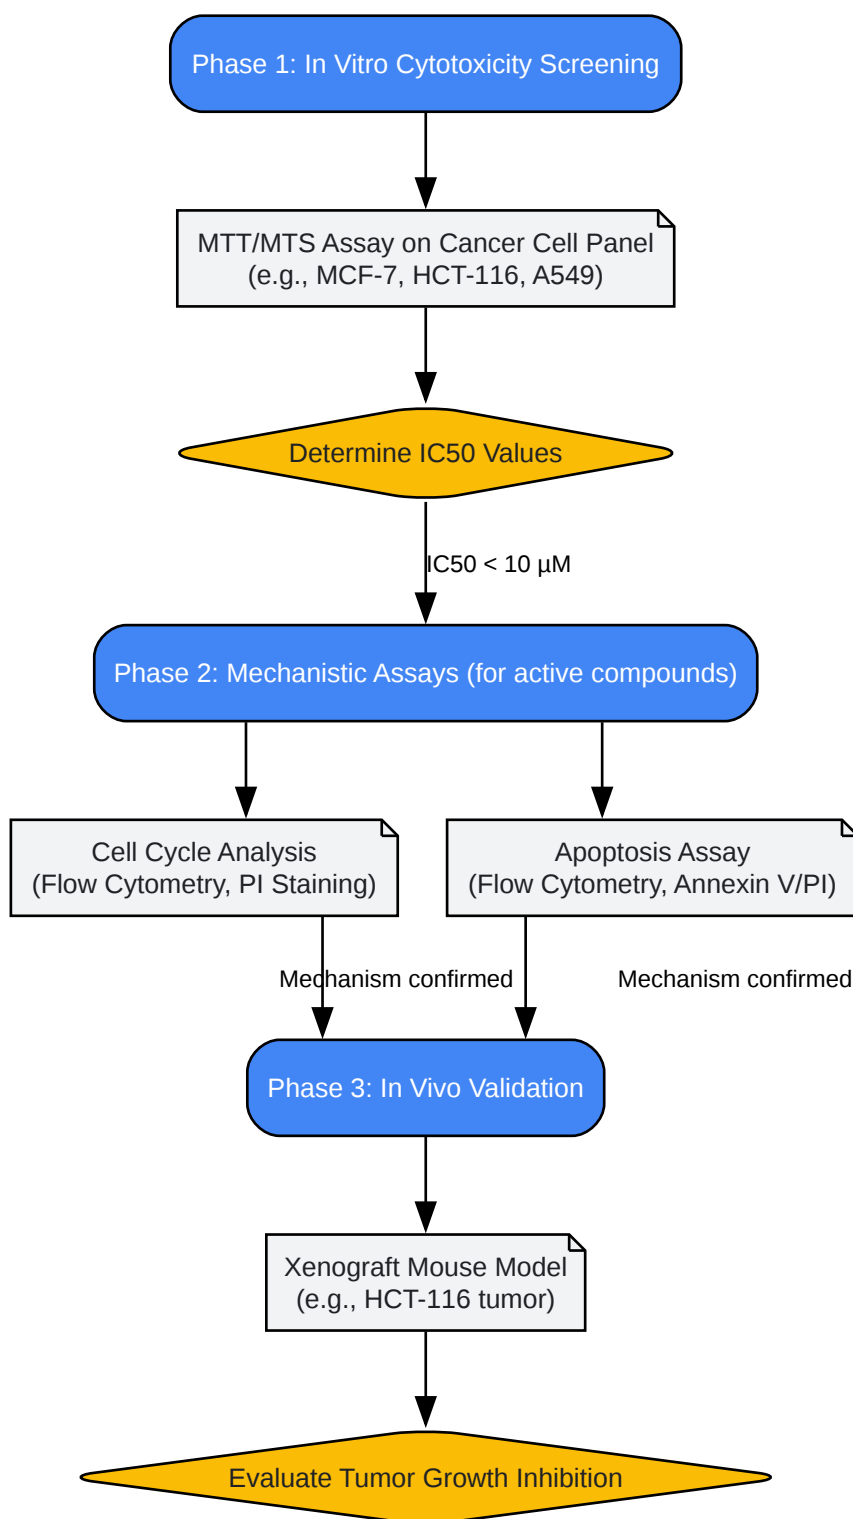 Phase 1: In Vitro Cytotoxicity Screening
MTT/MTS Assay on Cancer Cell Panel
(e.g., MCF-7, HCT-116, A549)
Determine IC50 Values
IC50 < 10 µM
Phase 2: Mechanistic Assays (for active compounds)
Cell Cycle Analysis
(Flow Cytometry, PI Staining)
Apoptosis Assay
(Flow Cytometry, Annexin V/PI)
Mechanism confirmed
Mechanism confirmed
Phase 3: In Vivo Validation
Xenograft Mouse Model
(e.g., HCT-116 tumor)
Evaluate Tumor Growth Inhibition